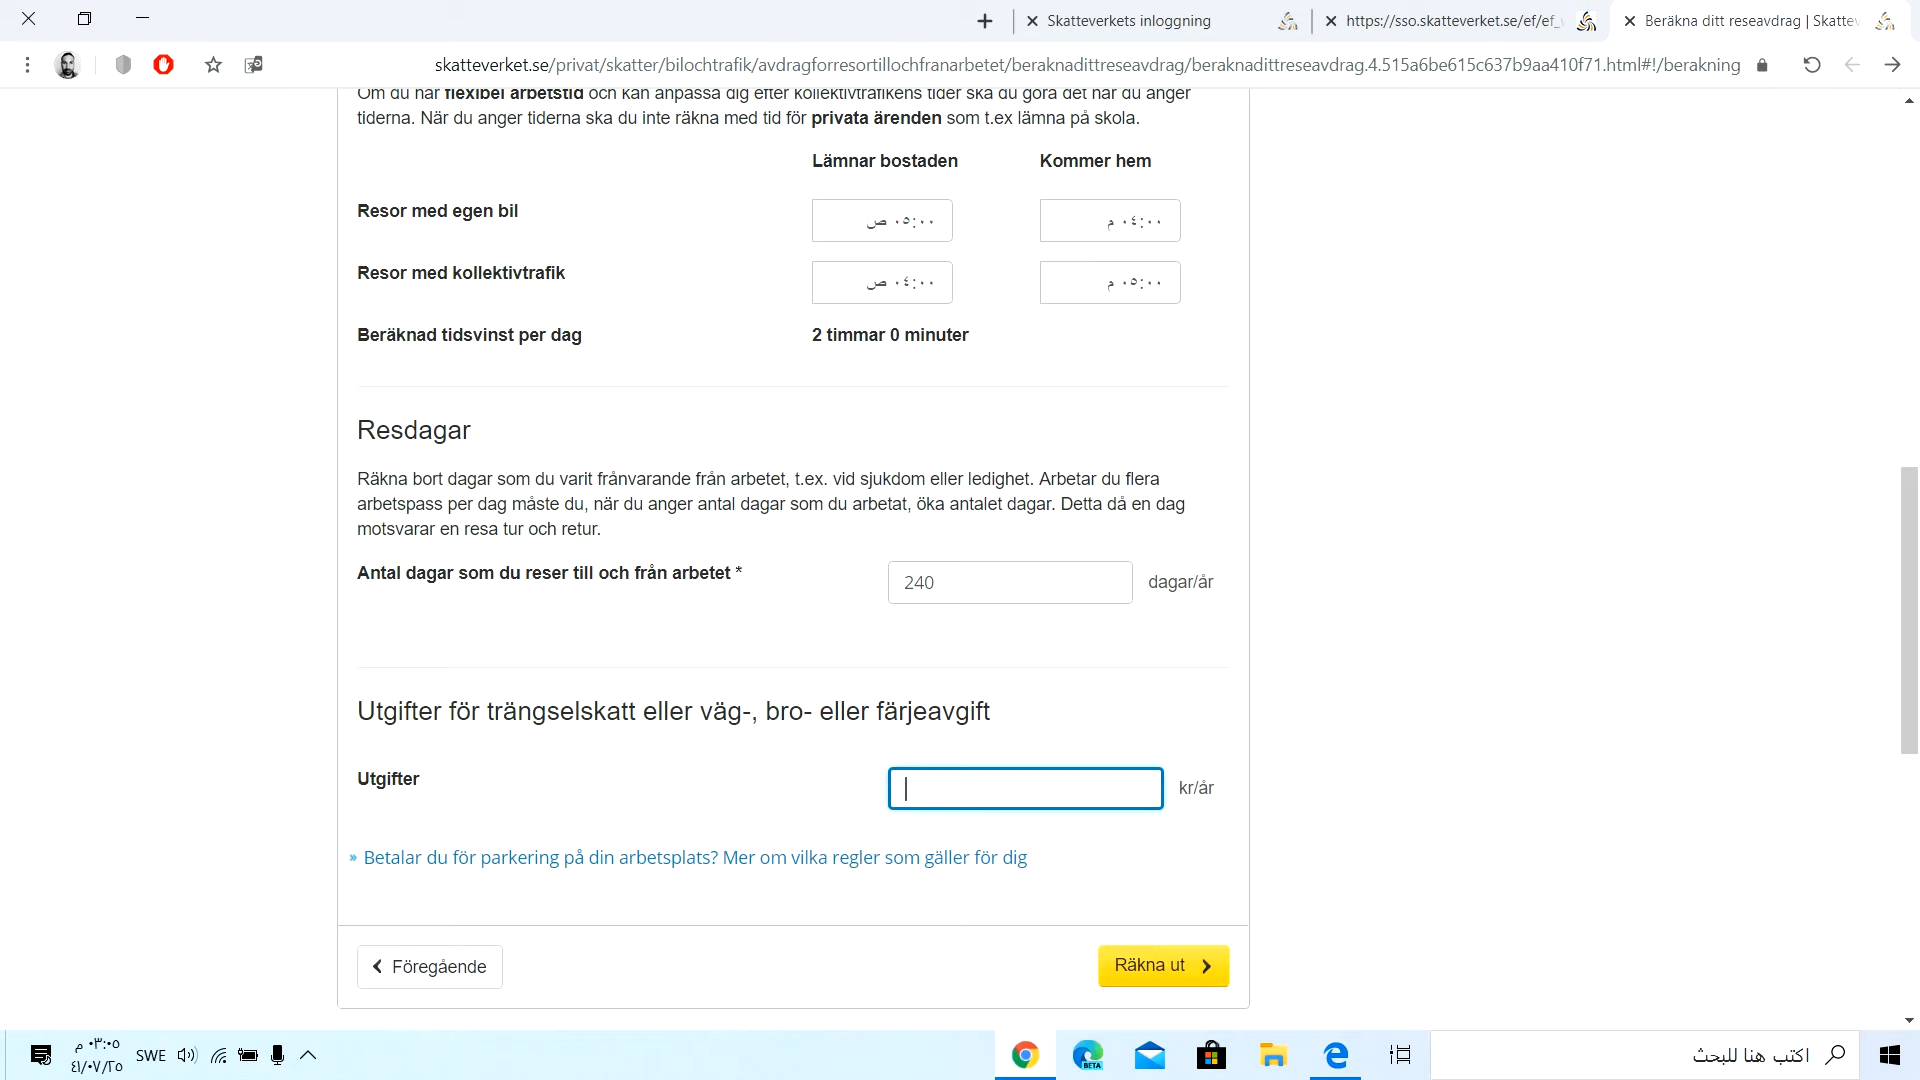 Skatteverkets inloggning
https://sso.skatteverket.se/ef/ef_
Beräkna ditt reseavdrag | Skattev
skatteverket.se/privat/skatter/bilochtrafik/avdragforresortillochfranarbetet/beraknadittreseavdrag/beraknadittreseavdrag.4.515a6be615c637b9aa410f71.html#!/berakning
Om du har flexibel arbetstid och kan anpassa dig efter kollektivtrafikens tider ska du göra det när du anger
tiderna. När du anger tiderna ska du inte räkna med tid för privata ärenden som t.ex lämna på skola.
Lämnar bostaden Kommer hem
Resor med egen bil ٠٥:٠٠ ص ٠٤:٠٠ م
Resor med kollektivtrafik ٠٤:٠٠ ص ٠٥:٠٠ م
Beräknad tidsvinst per dag 2 timmar 0 minuter
Resdagar
Räkna bort dagar som du varit frånvarande från arbetet, t.ex. vid sjukdom eller ledighet. Arbetar du flera
arbetspass per dag måste du, när du anger antal dagar som du arbetat, öka antalet dagar. Detta då en dag
motsvarar en resa tur och retur.
Antal dagar som du reser till och från arbetet * 240 dagar/år
Utgifter för trängselskatt eller väg-, bro- eller färjeavgift
Utgifter kr/år
» Betalar du för parkering på din arbetsplats? Mer om vilka regler som gäller för dig
Föregående Räkna ut
٠٣:٠٥ م
٤١/٠٧/٢٥
SWE
BETA
اكتب هنا للبحث